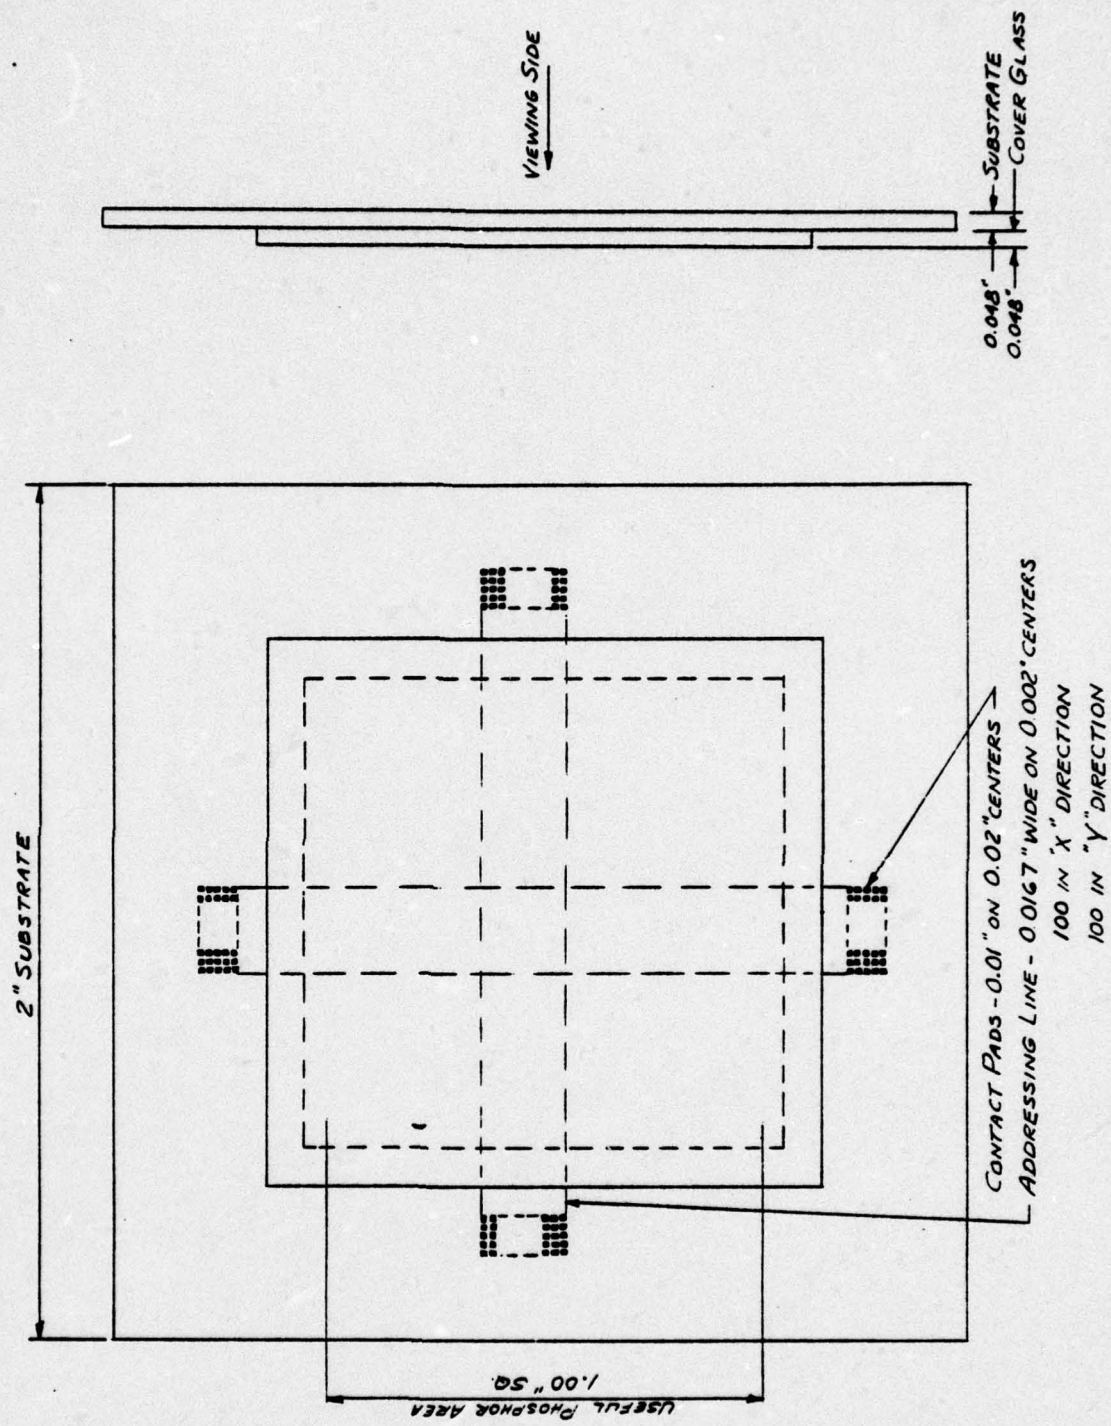 2" SUBSTRATE
USEFUL PHOSPHOR AREA
1.00" SQ.
CONTACT PADS - 0.01" ON 0.02" CENTERS
ADDRESSING LINE - 0.0167" WIDE ON 0.002" CENTERS
100 IN "X" DIRECTION
100 IN "Y" DIRECTION
VIEWING SIDE
0.048"
SUBSTRATE
0.048"
COVER GLASS